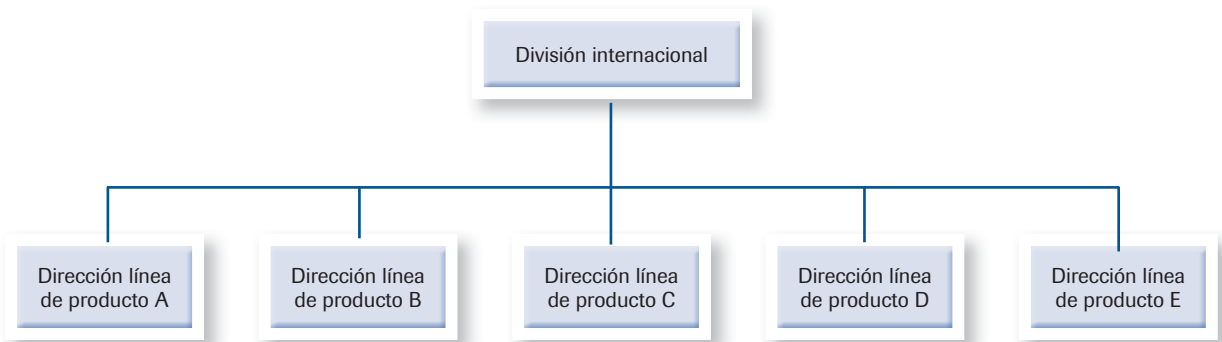 División internacional
Dirección línea
de producto A
Dirección línea
de producto B
Dirección línea
de producto C
Dirección línea
de producto D
Dirección línea
de producto E